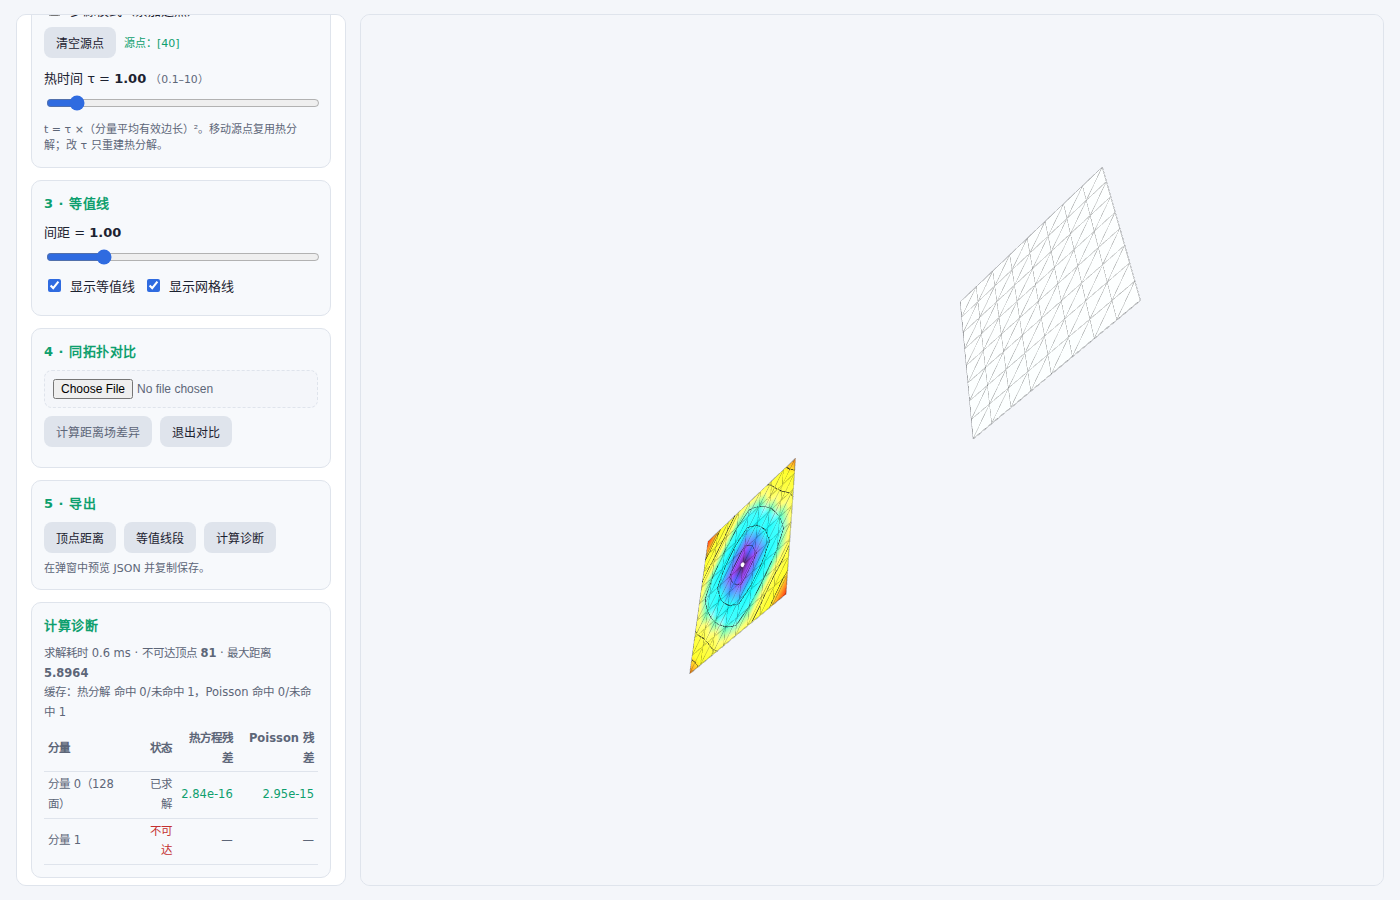 清空源点 源点：[40]
热时间 τ = 1.00 （0.1–10）
t = τ ×（分量平均有效边长）²。移动源点复用热分
解；改 τ 只重建热分解。
3 · 等值线
间距 = 1.00
显示等值线 显示网格线
4 · 同拓扑对比
Choose File No file chosen
计算距离场差异 退出对比
5 · 导出
顶点距离 等值线段 计算诊断
在弹窗中预览 JSON 并复制保存。
计算诊断
求解耗时 0.6 ms · 不可达顶点 81 · 最大距离
5.8964
缓存：热分解 命中 0/未命中 1，Poisson 命中 0/未命
中 1
分量 状态 热方程残差 Poisson 残差
分量 0（128 面） 已求解 2.84e-16 2.95e-15
分量 1 不可达 — —